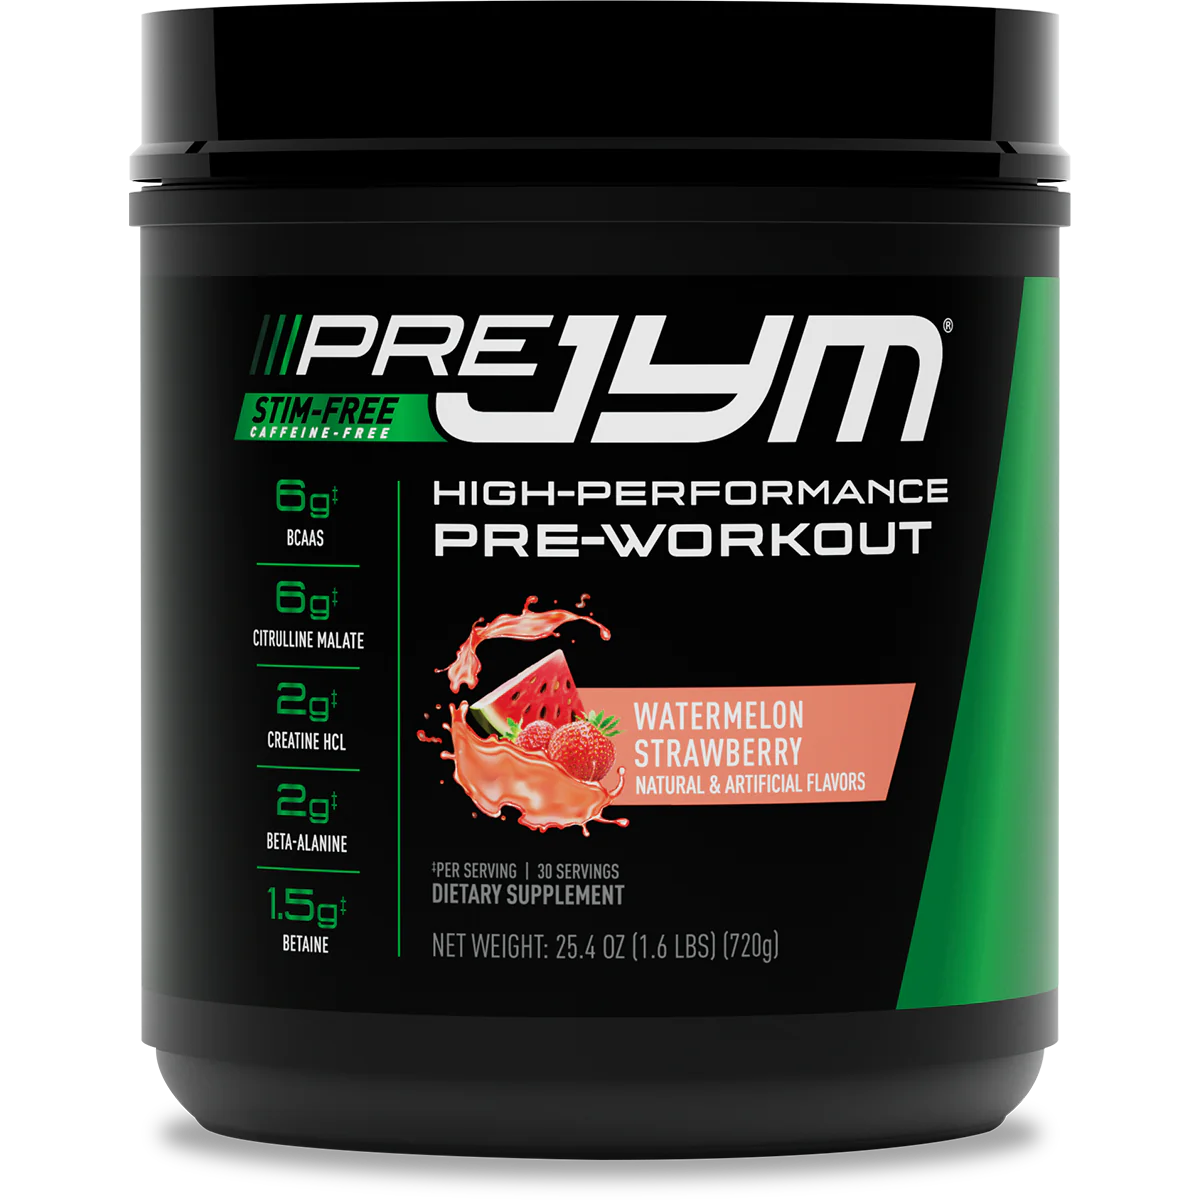 PRE JYM®
STIM-FREE
CAFFEINE-FREE
6g‡
BCAAS
6g‡
CITRULLINE MALATE
2g‡
CREATINE HCL
2g‡
BETA-ALANINE
1.5g‡
BETAINE
HIGH-PERFORMANCE
PRE-WORKOUT
WATERMELON
STRAWBERRY
NATURAL & ARTIFICIAL FLAVORS
‡PER SERVING | 30 SERVINGS
DIETARY SUPPLEMENT
NET WEIGHT: 25.4 OZ (1.6 LBS) (720g)